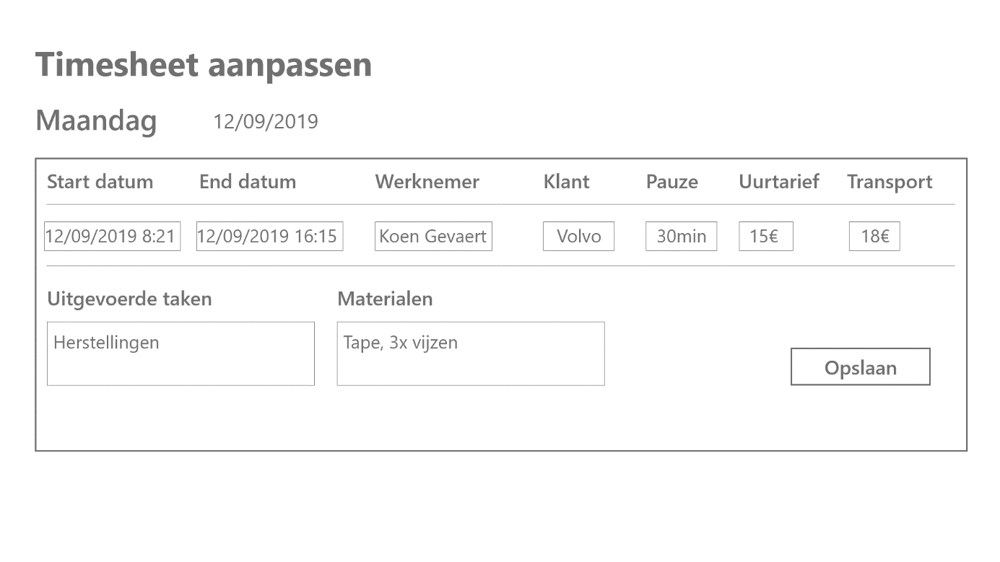 Timesheet aanpassen
Maandag 12/09/2019
Start datum End datum Werknemer Klant Pauze Uurtarief Transport
12/09/2019 8:21 12/09/2019 16:15 Koen Gevaert Volvo 30min 15€ 18€
Uitgevoerde taken Materialen
Herstellingen Tape, 3x vijzen
Opslaan